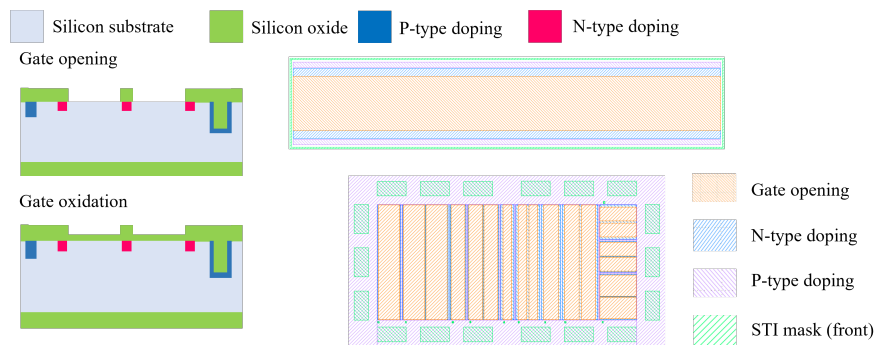 Silicon substrate
Silicon oxide
P-type doping
N-type doping
Gate opening
Gate oxidation
Gate opening
N-type doping
P-type doping
STI mask (front)